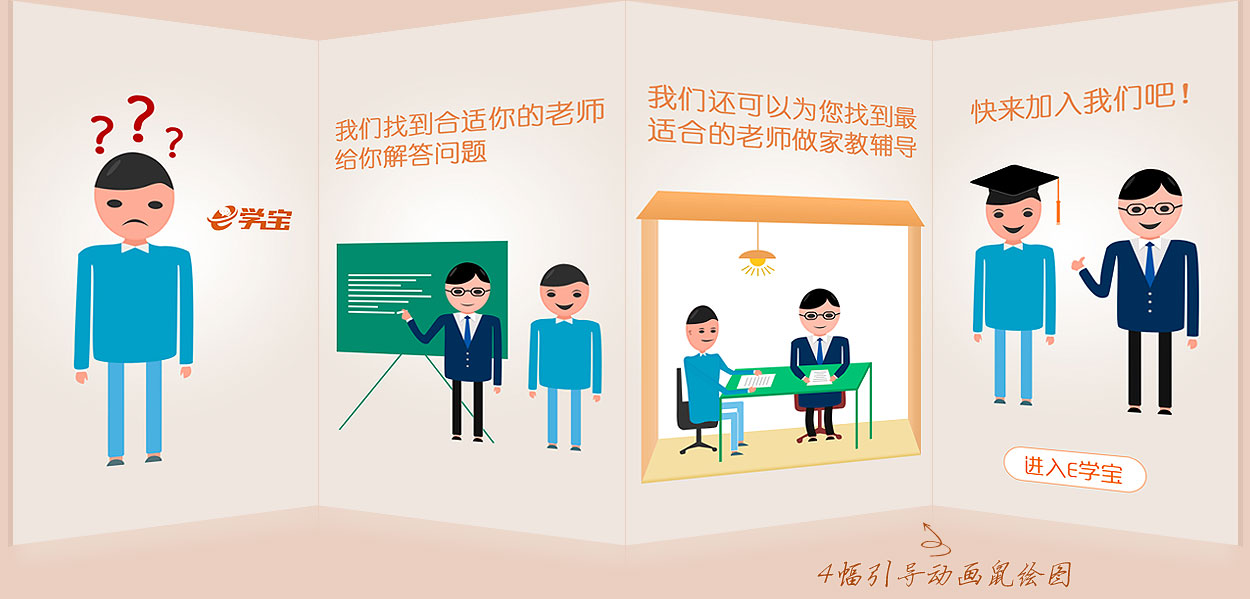 ???
e学宝
我们找到合适你的老师
给你解答问题
我们还可以为您找到最
适合的老师做家教辅导
快来加入我们吧!
进入E学宝
4幅引导动画鼠绘图